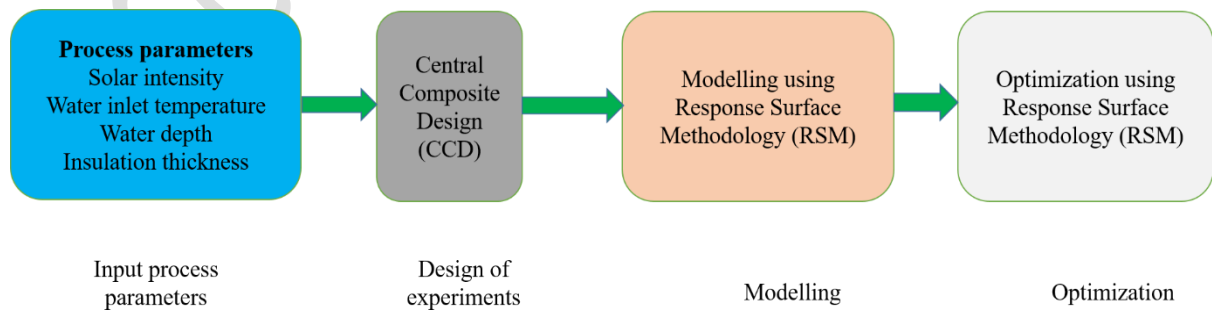 Process parameters
Solar intensity
Water inlet temperature
Water depth
Insulation thickness
Central
Composite
Design
(CCD)
Modelling using
Response Surface
Methodology (RSM)
Optimization using
Response Surface
Methodology (RSM)
Input process
parameters
Design of
experiments
Modelling
Optimization